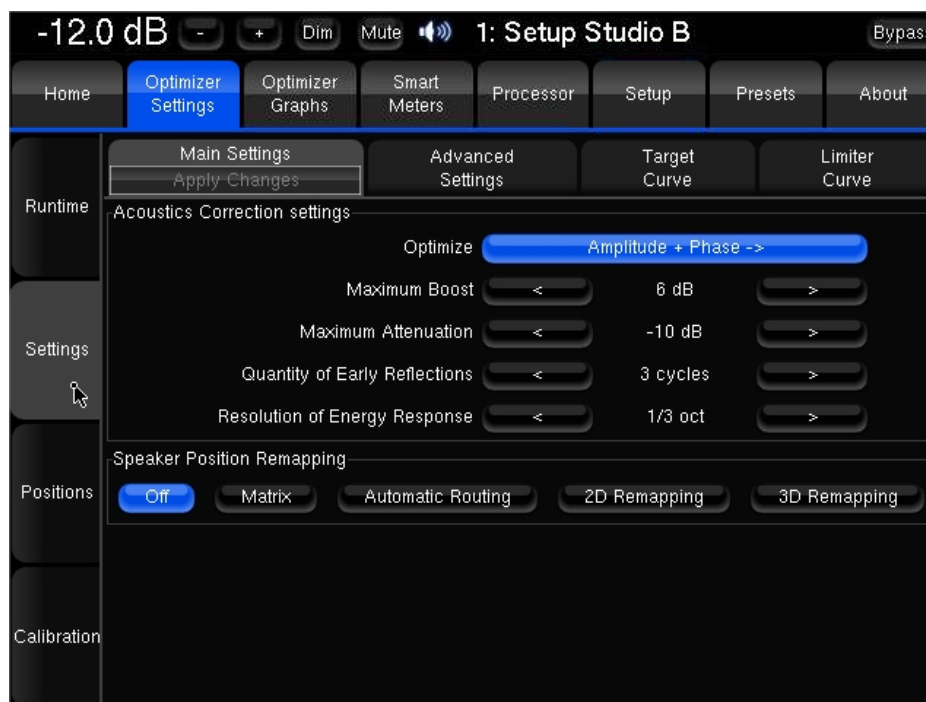 -12.0 dB - + Dim Mute 1: Setup Studio B Bypas
Home Optimizer Settings Optimizer Graphs Smart Meters Processor Setup Presets About
Main Settings Advanced Settings Target Curve Limiter Curve
Apply Changes
Runtime
Acoustics Correction settings
Optimize Amplitude + Phase ->
Maximum Boost < 6 dB >
Maximum Attenuation < -10 dB >
Settings
Quantity of Early Reflections < 3 cycles >
Resolution of Energy Response < 1/3 oct >
Speaker Position Remapping
Positions
Off Matrix Automatic Routing 2D Remapping 3D Remapping
Calibration